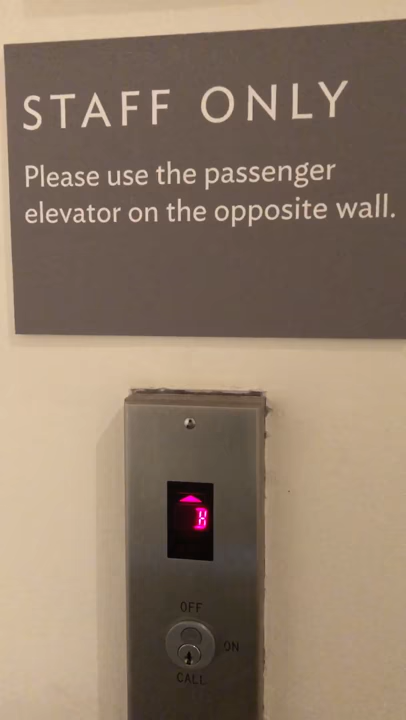 STAFF ONLY
Please use the passenger
elevator on the opposite wall.
OFF
ON
CALL